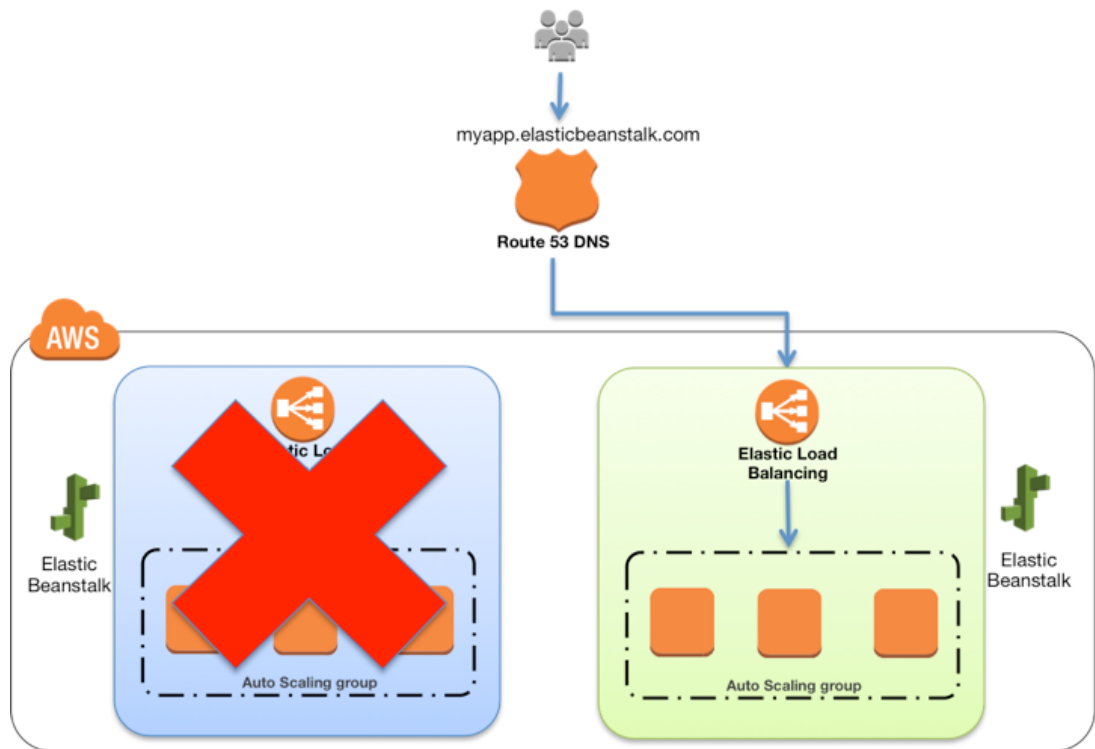 myapp.elasticbeanstalk.com
Route 53 DNS
AWS
Elastic Load
Balancing
Elastic
Beanstalk
Elastic
Beanstalk
Auto Scaling group
Auto Scaling group